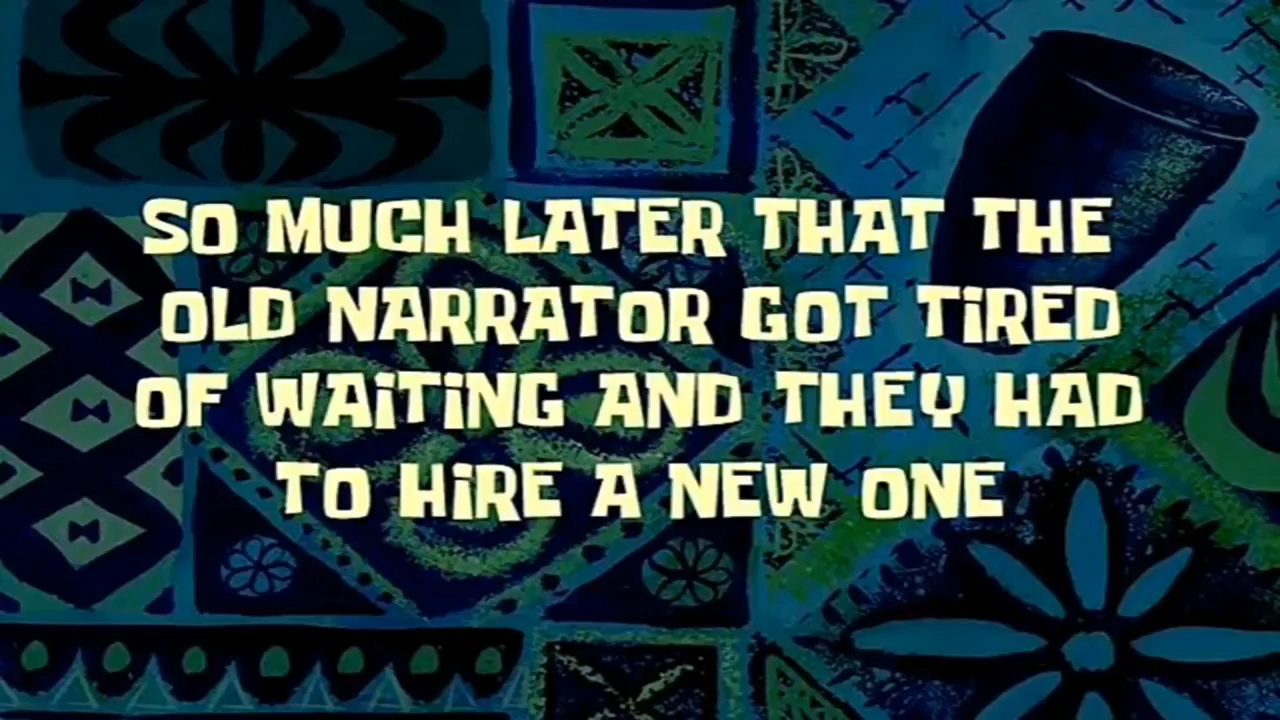 SO MUCH LATER THAT THE
OLD NARRATOR GOT TiRED
OF WAiTiNG AND THEY HAD
TO HiRE A NEW ONE